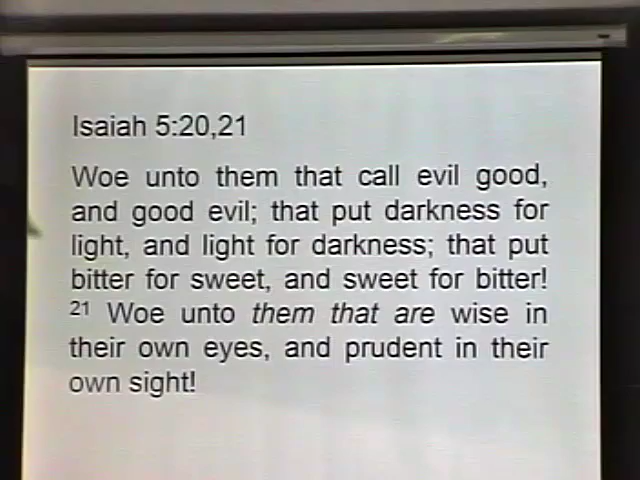 Isaiah 5:20,21
Woe unto them that call evil good,
and good evil; that put darkness for
light, and light for darkness; that put
bitter for sweet, and sweet for bitter!
21 Woe unto them that are wise in
their own eyes, and prudent in their
own sight!